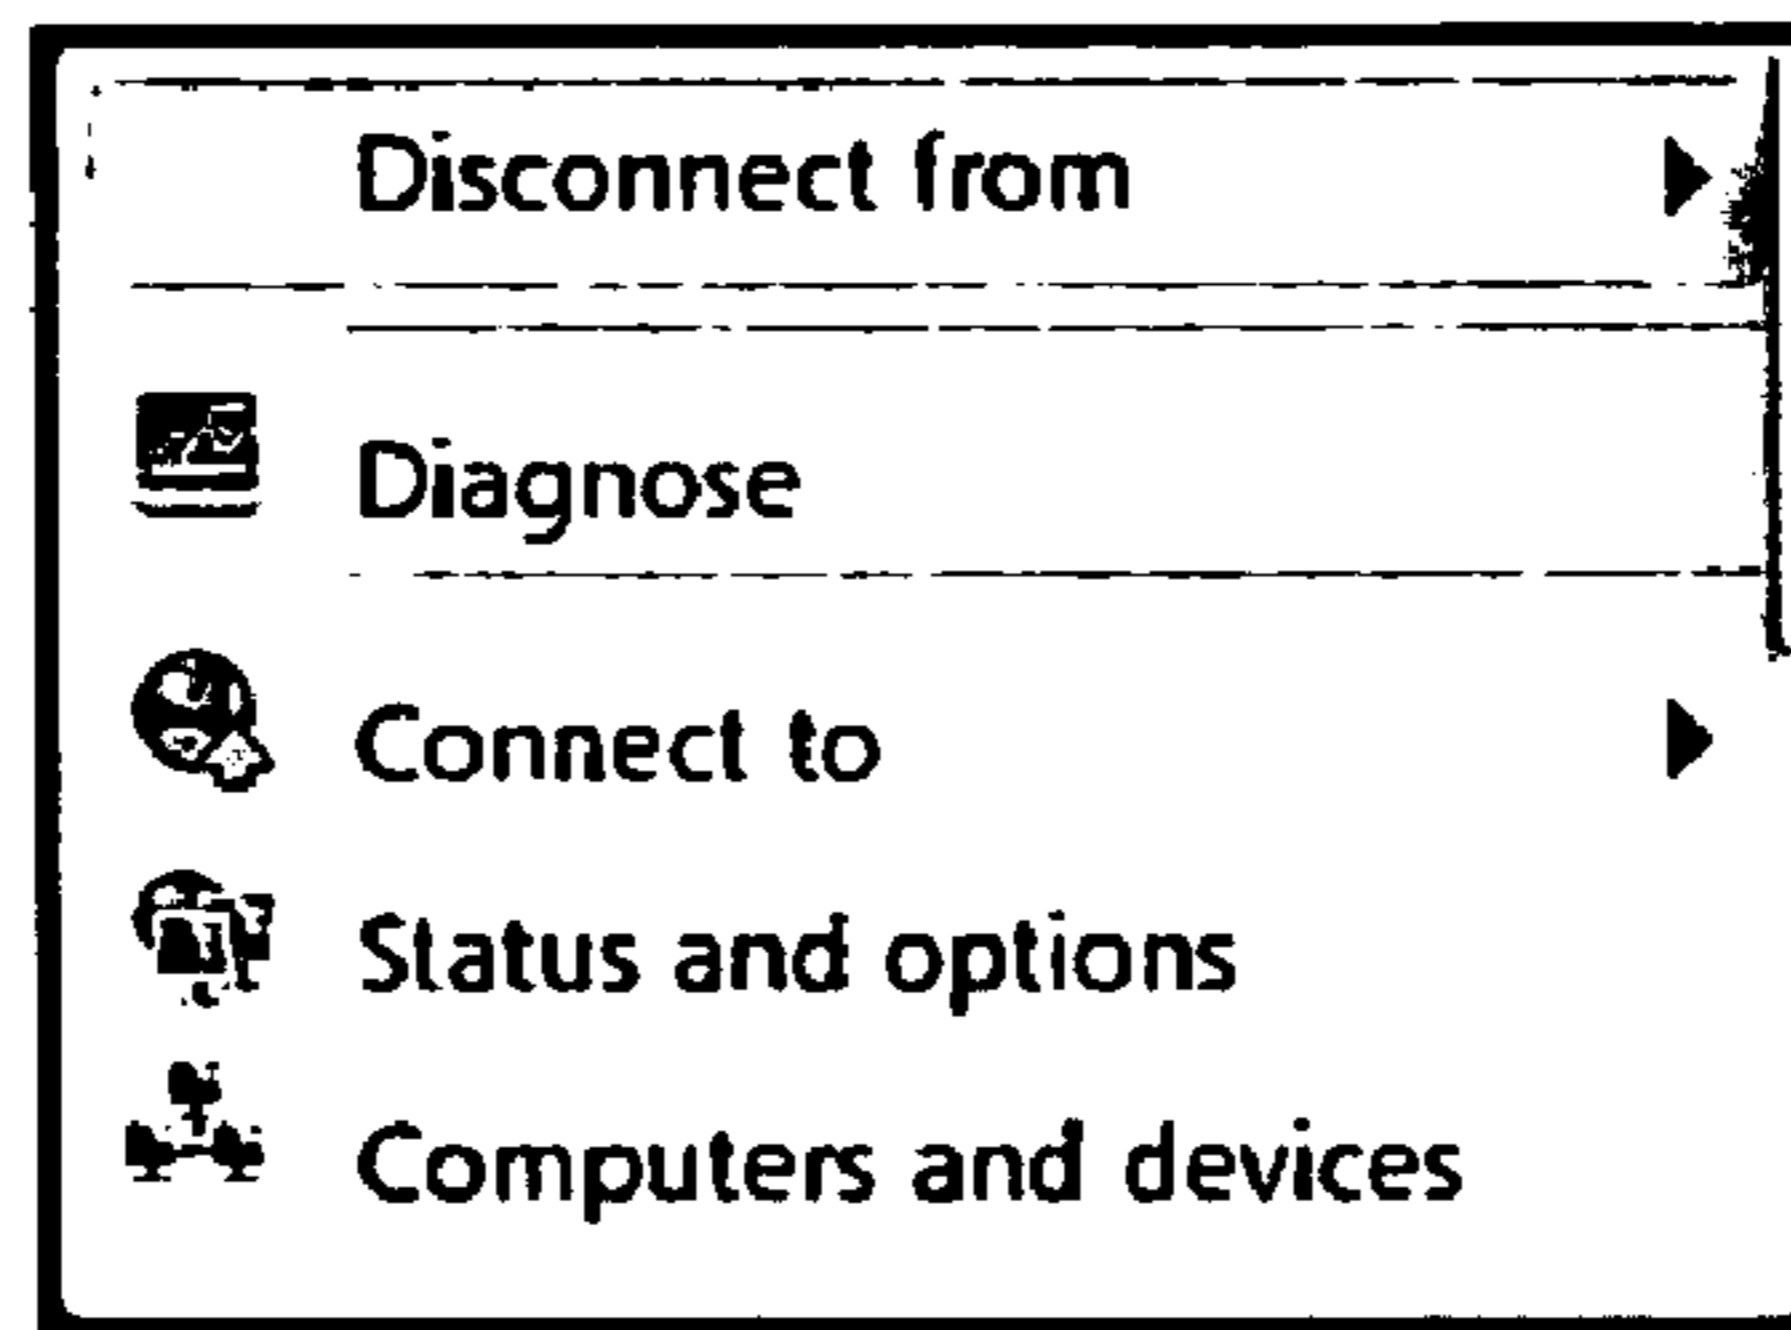 Disconnect from
Diagnose
Connect to
Status and options
Computers and devices